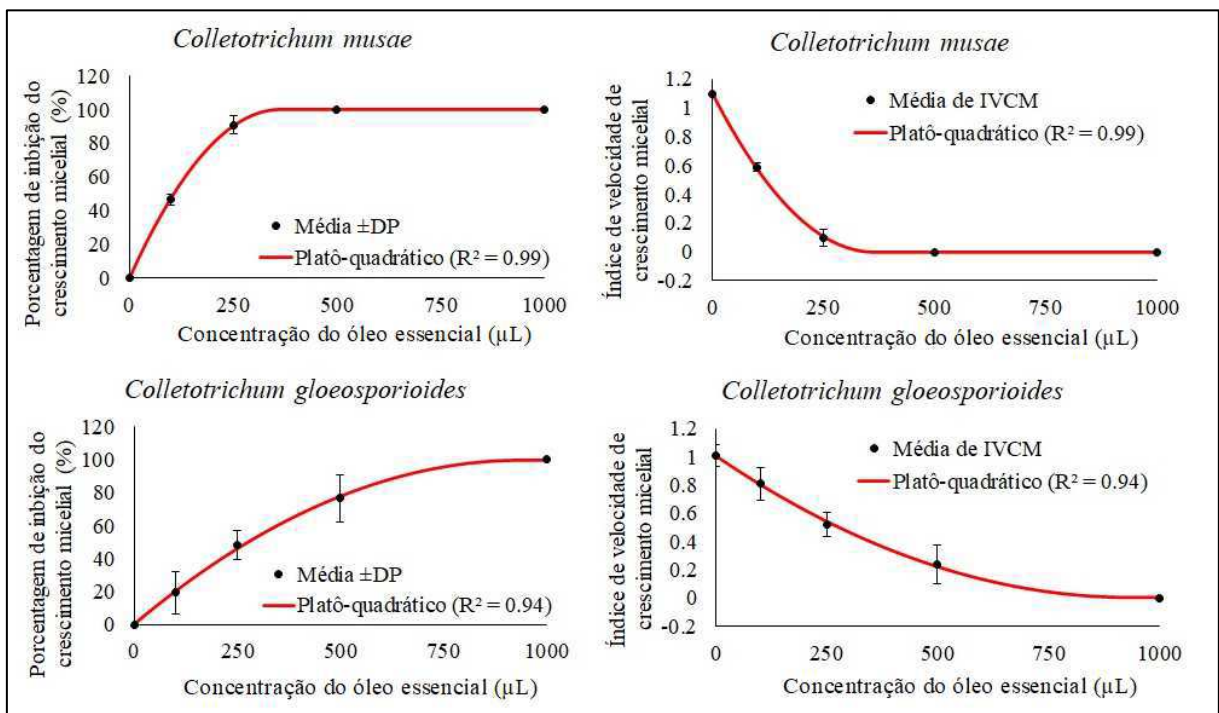 Colletotrichum musae
Porcentagem de inbição do
crescimento micelial (%)
120
100
80
60
40
20
0
Média ±DP
Platô-quadrático (R² = 0.99)
0 250 500 750 1000
Concentração do óleo essencial (µL)
Colletotrichum musae
Índice de velocidade de
crescimento micelial
1.2
1
0.8
0.6
0.4
0.2
0
-0.2
Média de IVCM
Platô-quadrático (R² = 0.99)
0 250 500 750 1000
Concentração do óleo essencial (µL)
Colletotrichum gloeosporioides
Porcentagem de inbição do
crescimento micelial (%)
120
100
80
60
40
20
0
Média ±DP
Platô-quadrático (R² = 0.94)
0 250 500 750 1000
Concentração do óleo essencial (µL)
Colletotrichum gloeosporioides
Índice de velocidade de
crescimento micelial
1.2
1
0.8
0.6
0.4
0.2
0
-0.2
Média de IVCM
Platô-quadrático (R² = 0.94)
0 250 500 750 1000
Concentração do óleo essencial (µL)